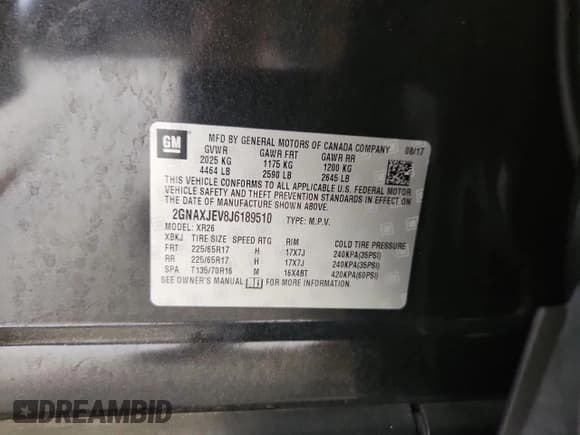 GM
MFD BY GENERAL MOTORS OF CANADA COMPANY 08/17
GVWR GAWR FRT GAWR RR
2025 KG 1175 KG 1200 KG
4464 LB 2590 LB 2645 LB
THIS VEHICLE CONFORMS TO ALL APPLICABLE U.S. FEDERAL MOTOR
VEHICLE SAFETY AND THEFT PREVENTION STANDARDS IN EFFECT ON
THE DATE OF MANUFACTURE SHOWN ABOVE.
2GNAXJEV8J6189510 TYPE: M.P.V.
MODEL: XR26
XBKJ TIRE SIZE SPEED RTG RIM COLD TIRE PRESSURE
FRT 225/65R17 H 17X7J 240KPA(35PSI)
RR 225/65R17 H 17X7J 240KPA(35PSI)
SPA T135/70R16 M 16X4BT 420KPA(60PSI)
SEE OWNER'S MANUAL FOR MORE INFORMATION.
DREAMBID